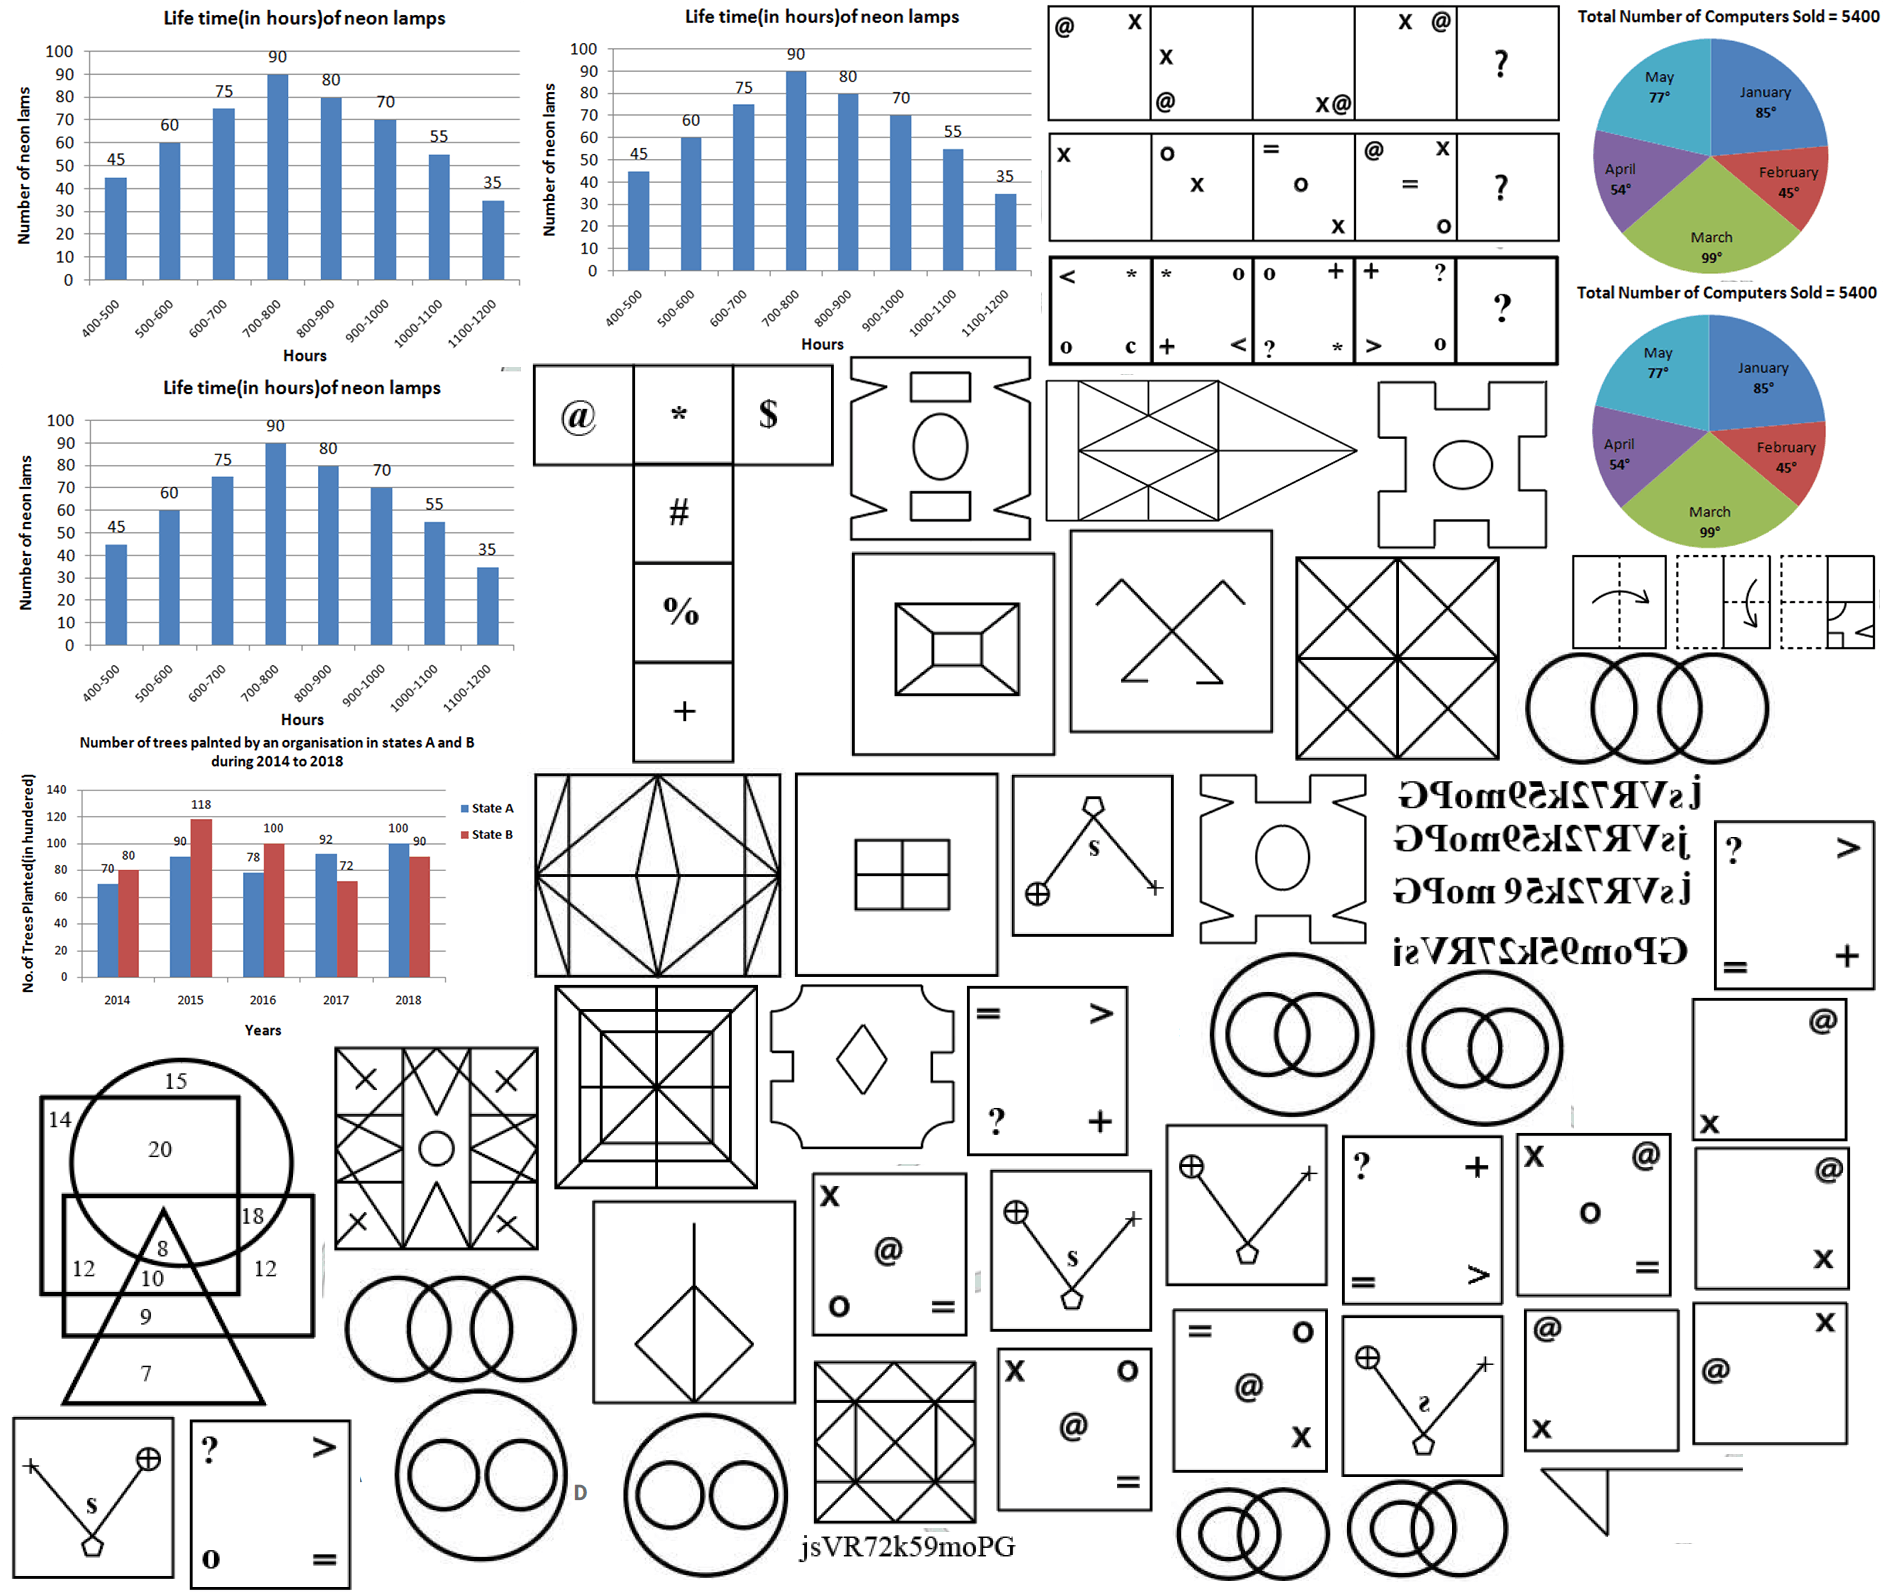 Life time(in hours)of neon lamps
Number of neon lams
100
90
80
70
60
50
40
30
20
10
0
45
60
75
90
80
70
55
35
400-500
500-600
600-700
700-800
800-900
900-1000
1000-1100
1100-1200
Hours
Life time(in hours)of neon lamps
Number of neon lamps
100
90
80
70
60
50
40
30
20
10
0
45
60
75
90
80
70
55
35
400-500
500-600
600-700
700-800
800-900
900-1000
1000-1100
1100-1200
Hours
@ X
X
@
X@
X @
?
X
O
X
=
O
X
@ X
=
O
?
< *
o c
* o
+ <
o +
? *
+ ?
> o
?
Total Number of Computers Sold = 5400
May
77°
January
85°
April
54°
February
45°
March
99°
Total Number of Computers Sold = 5400
May
77°
January
85°
April
54°
February
45°
March
99°
Life time(in hours)of neon lamps
Number of neon lamps
100
90
80
70
60
50
40
30
20
10
0
45
60
75
90
80
70
55
35
400-500
500-600
600-700
700-800
800-900
900-1000
1000-1100
1100-1200
Hours
@ * $
#
%
+
V
Number of trees palnted by an organisation in states A and B
during 2014 to 2018
No.of Trees Planted(in hundered)
140
120
100
80
60
40
20
0
70
80
90
118
78
100
92
72
100
90
2014
2015
2016
2017
2018
Years
State A
State B
s
jsVR72k59moPG
jsVR72k59moPG
jsVR72k59 moPG
GPom95k27RVsj
? >
= +
= >
? +
@
X
15
14
20
18
8
12
10
12
9
7
X
@
O =
s
? +
= >
X @
O
= X
@
X
= O
@
X
X O
@
=
s
@
X
X
@
s
? >
o =
D
jsVR72k59moPG